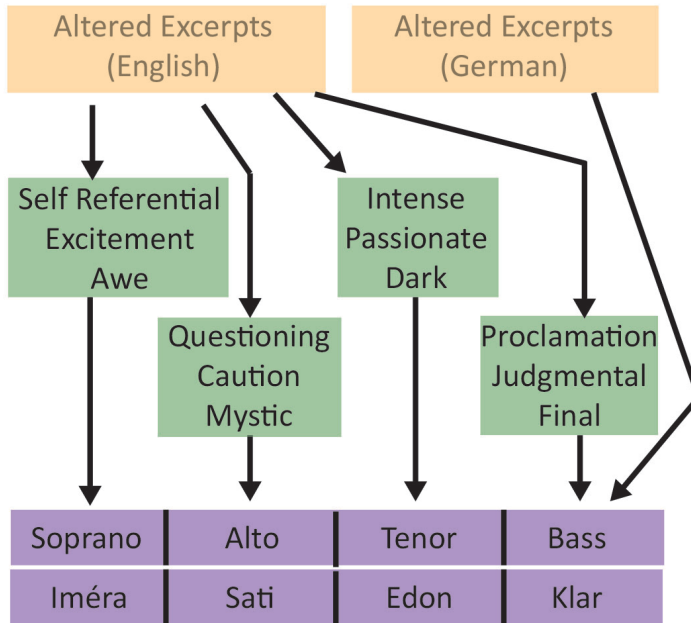 Altered Excerpts
(English)
Altered Excerpts
(German)
Self Referential
Excitement
Awe
Intense
Passionate
Dark
Questioning
Caution
Mystic
Proclamation
Judgmental
Final
Soprano
Alto
Tenor
Bass
Iméra
Sati
Edon
Klar